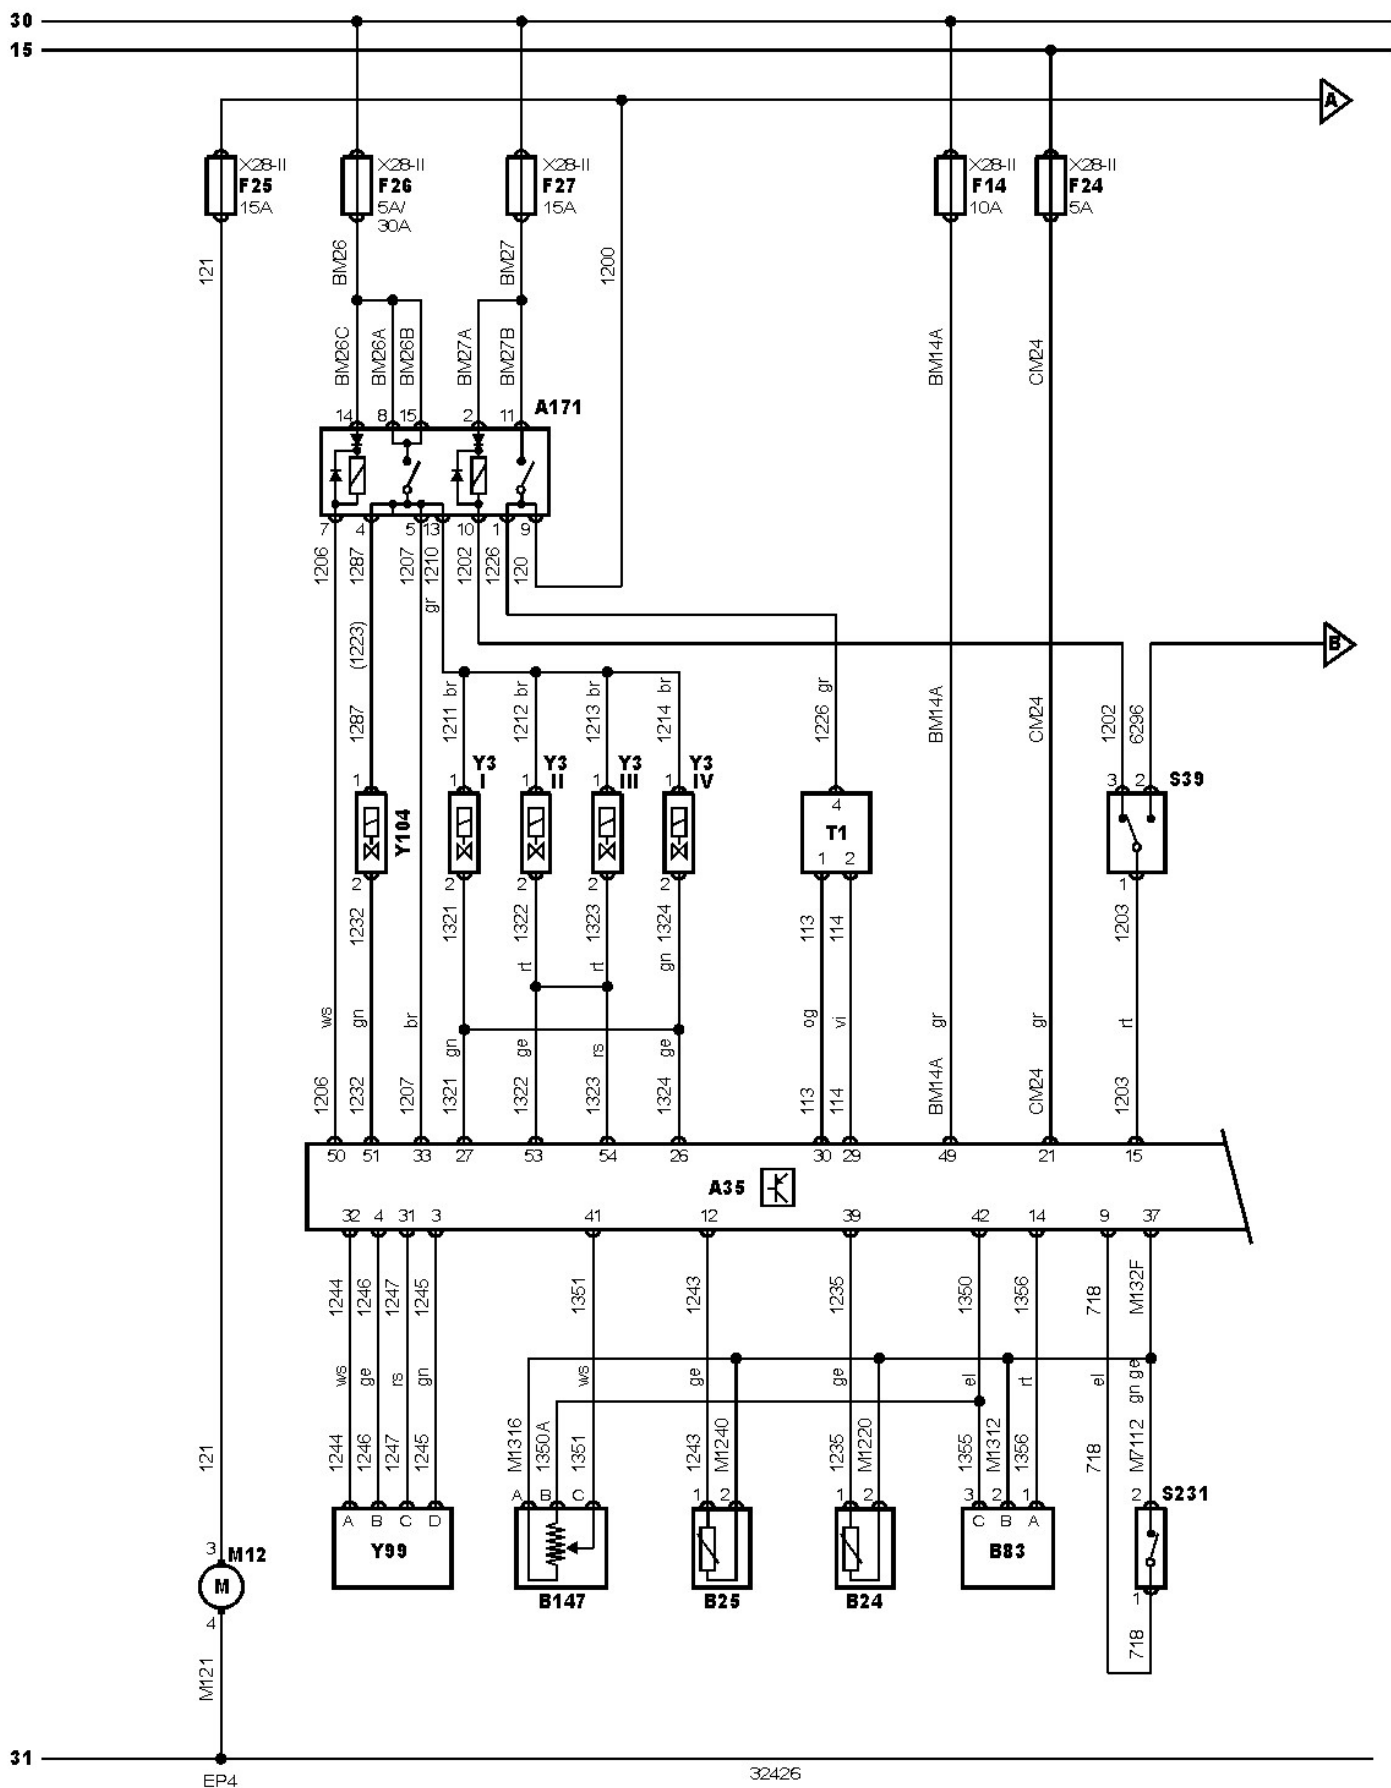 30
15
A
X28-II X28-II X28-II X28-II X28-II
F25 F26 F27 F14 F24
15A 5A/ 15A 10A 5A
30A
121 BM26 BM27 1200
BM26C BM26A BM26B BM27A BM27B BM14A CM24
14 8 15 2 11 A171
7 4 5 13 10 1 9
1206 1287 1207 1210 1202 1226 120
gr
(1223)
B
br br br br gr
1287 1211 1212 1213 1214 1226 BM14A CM24 1202 6296
Y3 Y3 Y3 Y3
I II III IV
1 1 1 1 1 3 2 S39
4
Y104 T1
1 2
2 2 2 2 2 1
1232 1321 1322 1323 1324 113 114 1203
rt rt gn
ws gn br og vi gr gr rt
gn ge rs ge
1206 1232 1207 1321 1322 1323 1324 113 114 BM14A CM24 1203
50 51 33 27 53 54 26 30 29 49 21 15
A35
32 4 31 3 41 12 39 42 14 9 37
1244 1246 1247 1245 1351 1243 1235 1350 1356 718 M132F
ws ge rs gn ws ge ge el rt el gn ge
1244 1246 1247 1245 M1316 1350A 1351 1243 M1240 1235 M1220 1355 M1312 1356 718 M7112
121
A B C 1 2 1 2 3 2 1 2 S231
A B C D C B A
Y99 B83
3 M12
M
B147 B25 B24 1
4
718
M121
31
EP4 32426